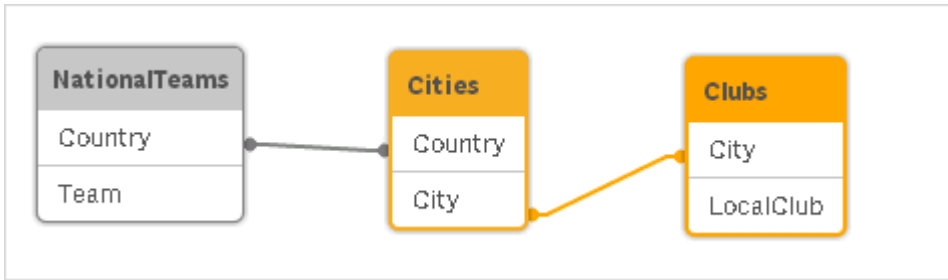 NationalTeams
Country
Team
Cities
Country
City
Clubs
City
LocalClub